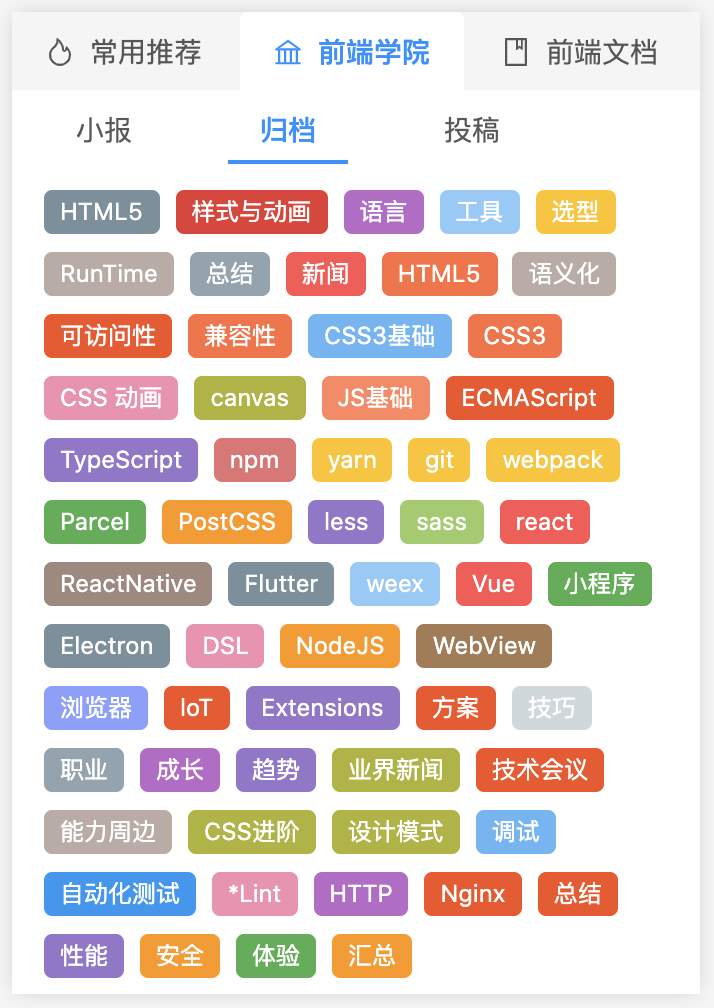 常用推荐 前端学院 前端文档
小报 归档 投稿
HTML5 样式与动画 语言 工具 选型
RunTime 总结 新闻 HTML5 语义化
可访问性 兼容性 CSS3基础 CSS3
CSS 动画 canvas JS基础 ECMAScript
TypeScript npm yarn git webpack
Parcel PostCSS less sass react
ReactNative Flutter weex Vue 小程序
Electron DSL NodeJS WebView
浏览器 IoT Extensions 方案 技巧
职业 成长 趋势 业界新闻 技术会议
能力周边 CSS进阶 设计模式 调试
自动化测试 *Lint HTTP Nginx 总结
性能 安全 体验 汇总